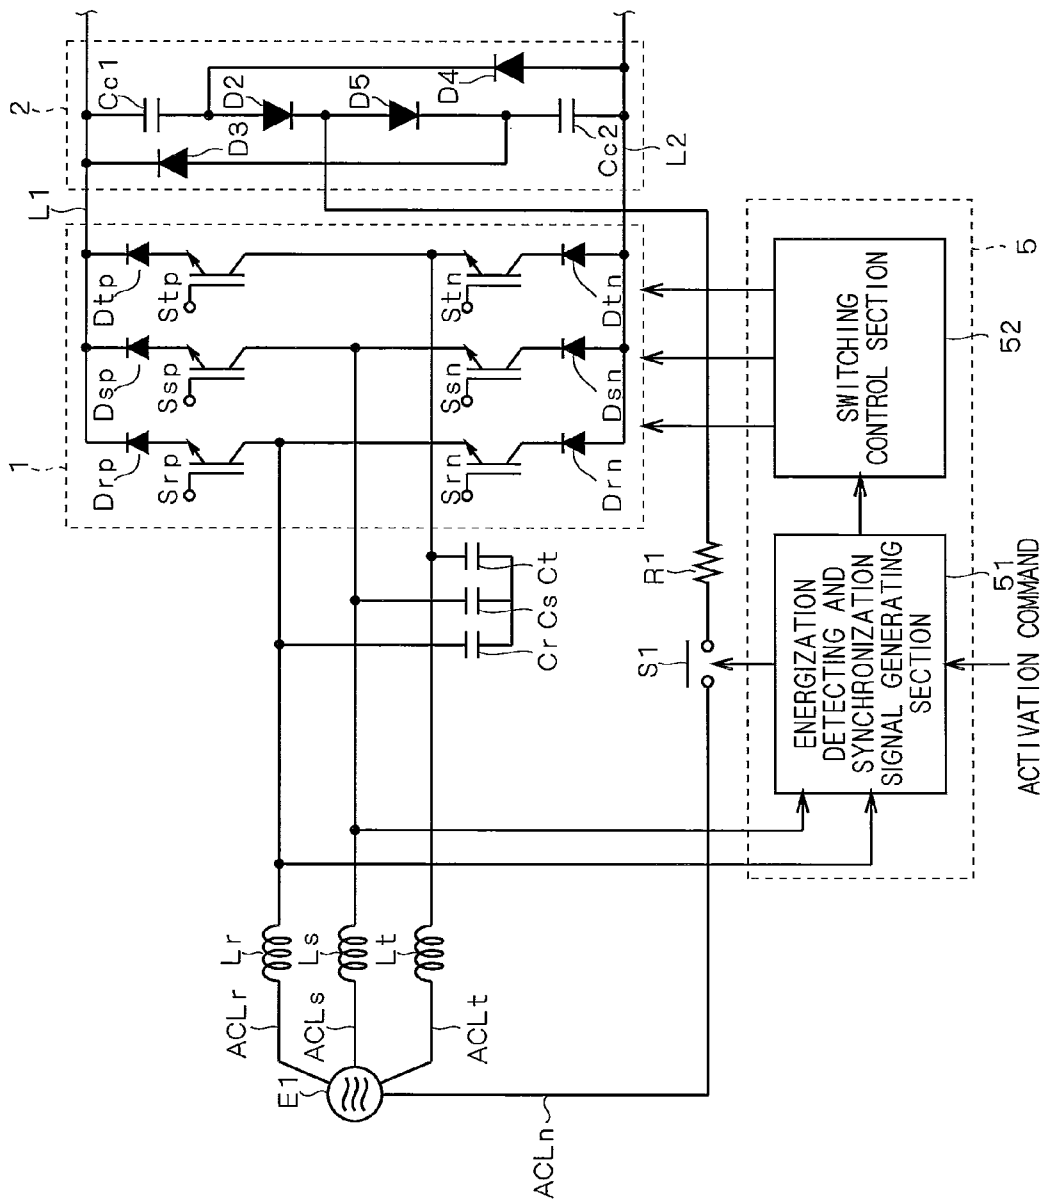 1
2
L1
Cc1
D3
D2
D5
D4
Cc2
L2
Drp
Dsp
Dtp
Srp
Ssp
Stp
Srn
Ssn
Stn
Drn
Dsn
Dtn
E1
ACLr
ACLs
ACLt
ACLn
Lr
Ls
Lt
Cr
Cs
Ct
S1
R1
5
ENERGIZATION
DETECTING AND
SYNCHRONIZATION
SIGNAL GENERATING
SECTION
51
SWITCHING
CONTROL SECTION
52
ACTIVATION COMMAND